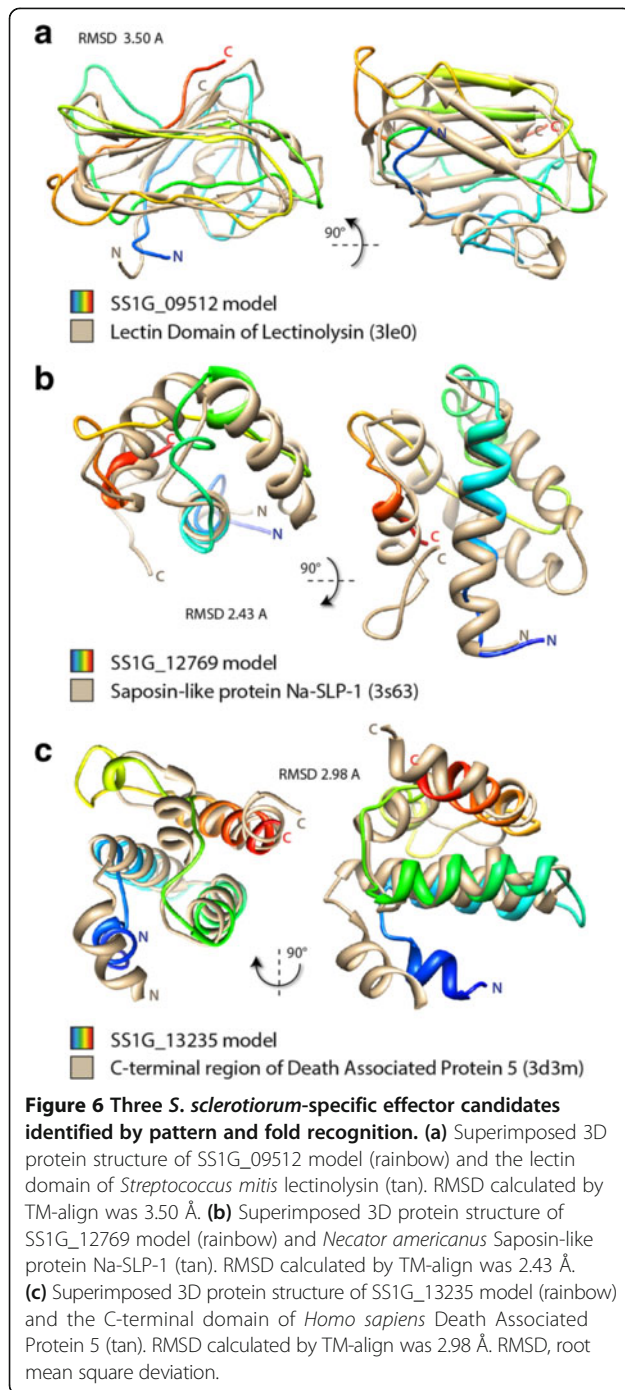 a
RMSD 3.50 A
C
C
N
C
C
N
N
90°
SS1G_09512 model
Lectin Domain of Lectinolysin (3le0)
b
C
N
N
C
C
C
90°
RMSD 2.43 A
N
N
SS1G_12769 model
Saposin-like protein Na-SLP-1 (3s63)
c
RMSD 2.98 A
C
C
C
C
N
N
90°
N
SS1G_13235 model
C-terminal region of Death Associated Protein 5 (3d3m)
Figure 6 Three S. sclerotiorum-specific effector candidates
identified by pattern and fold recognition. (a) Superimposed 3D
protein structure of SS1G_09512 model (rainbow) and the lectin
domain of Streptococcus mitis lectinolysin (tan). RMSD calculated by
TM-align was 3.50 Å. (b) Superimposed 3D protein structure of
SS1G_12769 model (rainbow) and Necator americanus Saposin-like
protein Na-SLP-1 (tan). RMSD calculated by TM-align was 2.43 Å.
(c) Superimposed 3D protein structure of SS1G_13235 model (rainbow)
and the C-terminal domain of Homo sapiens Death Associated
Protein 5 (tan). RMSD calculated by TM-align was 2.98 Å. RMSD, root
mean square deviation.